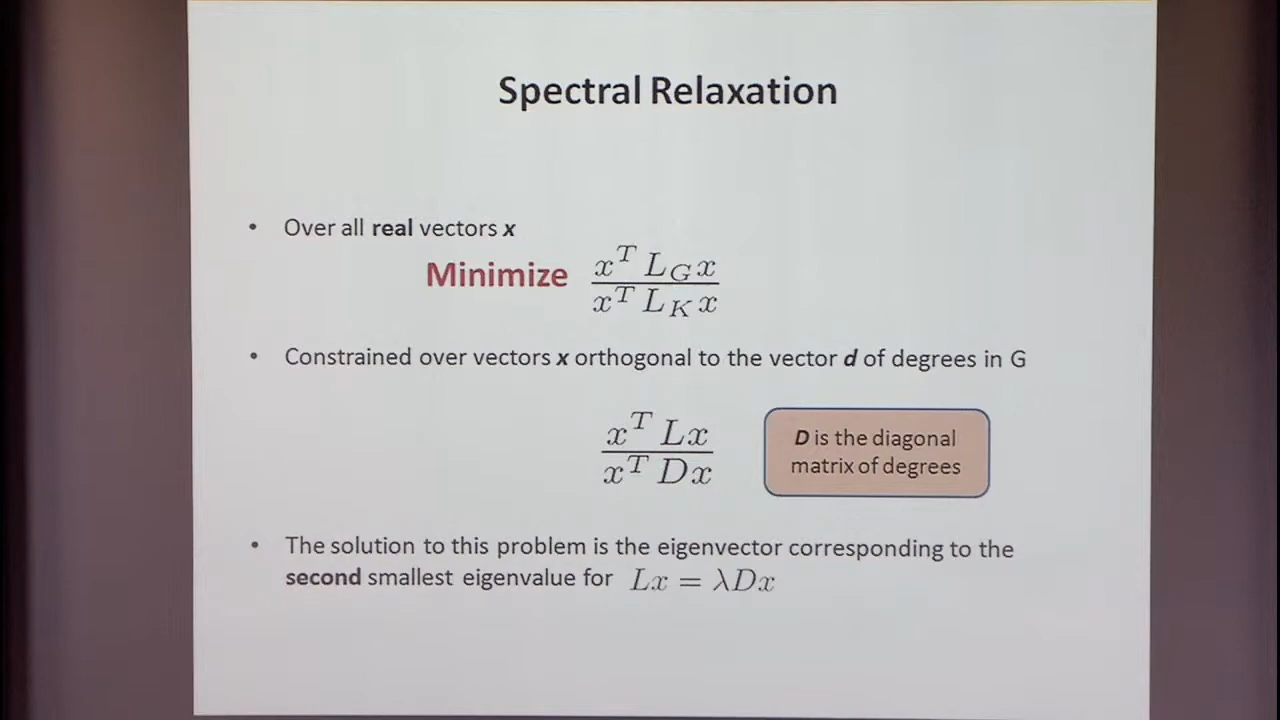 Spectral Relaxation
• Over all real vectors x
Minimize x^T L_G x / x^T L_K x
• Constrained over vectors x orthogonal to the vector d of degrees in G
x^T L x / x^T D x
D is the diagonal
matrix of degrees
• The solution to this problem is the eigenvector corresponding to the
second smallest eigenvalue for Lx = λDx